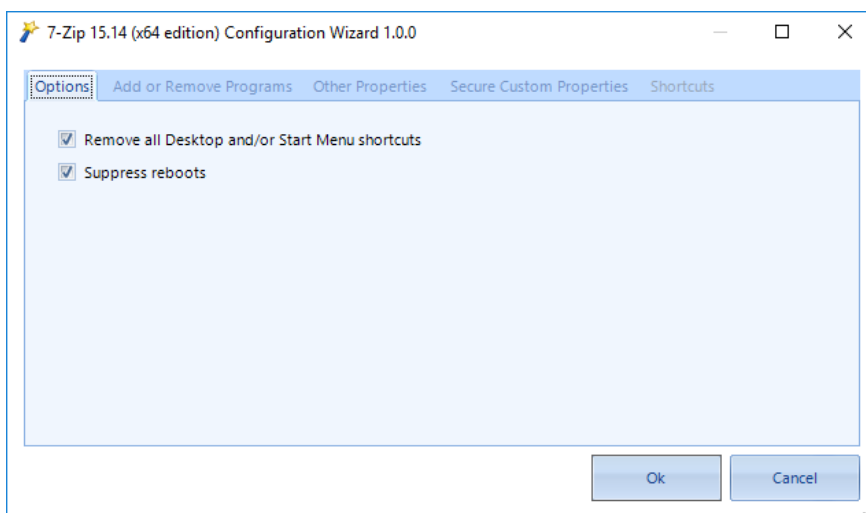 7-Zip 15.14 (x64 edition) Configuration Wizard 1.0.0
Options Add or Remove Programs Other Properties Secure Custom Properties Shortcuts
Remove all Desktop and/or Start Menu shortcuts
Suppress reboots
Ok Cancel